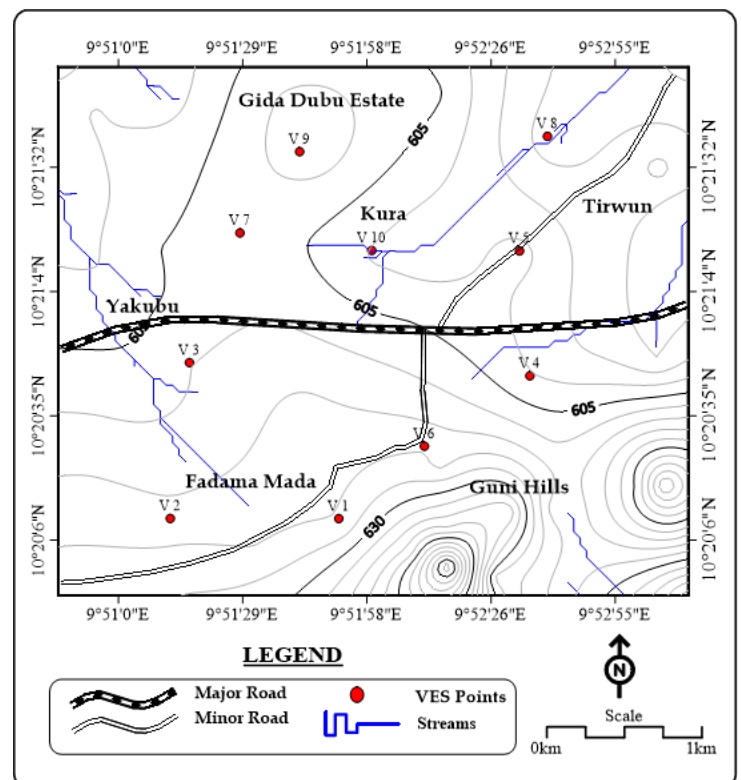 9°51'0"E 9°51'29"E 9°51'58"E 9°52'26"E 9°52'55"E
Gida Dubu Estate
V 9
605
V 8
10°21'32"N
10°21'32"N
Kura
Tirwun
V 7
V 10
V 5
10°21'4"N
10°21'4"N
Yakubu
605
V 3
V 4
605
10°20'35"N
10°20'35"N
V 6
Fadama Mada
Guni Hills
V 2
V 1
630
10°20'6"N
10°20'6"N
9°51'0"E 9°51'29"E 9°51'58"E 9°52'26"E 9°52'55"E
LEGEND
Major Road
VES Points
Minor Road
Streams
N
Scale
0km
1km